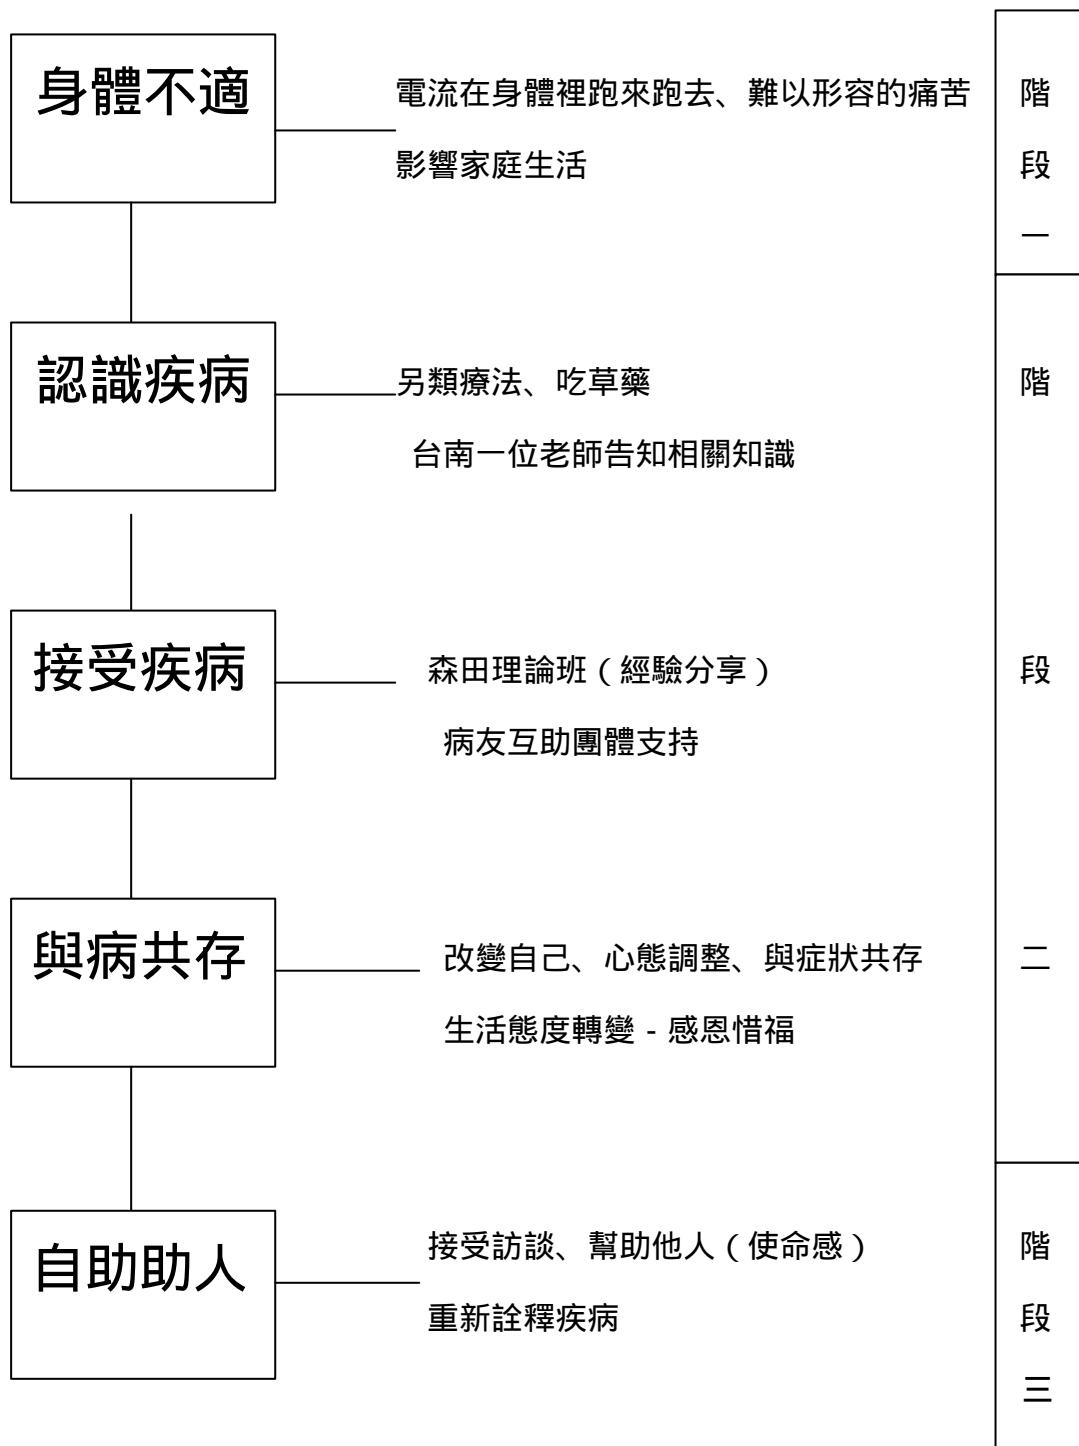 身體不適
電流在身體裡跑來跑去、難以形容的痛苦
影響家庭生活
階段一
認識疾病
另類療法、吃草藥
台南一位老師告知相關知識
接受疾病
森田理論班（經驗分享）
病友互助團體支持
與病共存
改變自己、心態調整、與症狀共存
生活態度轉變 - 感恩惜福
階段二
自助助人
接受訪談、幫助他人（使命感）
重新詮釋疾病
階段三